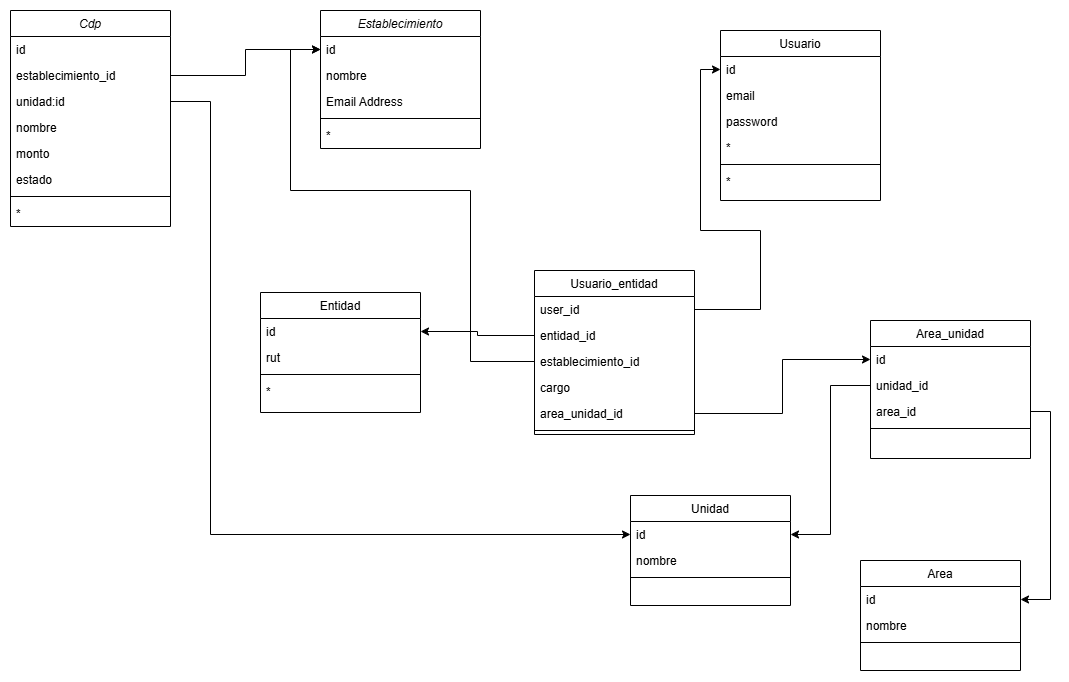 Cdp
id
establecimiento_id
unidad:id
nombre
monto
estado
*
Establecimiento
id
nombre
Email Address
*
Usuario
id
email
password
*
*
Entidad
id
rut
*
Usuario_entidad
user_id
entidad_id
establecimiento_id
cargo
area_unidad_id
Area_unidad
id
unidad_id
area_id
Unidad
id
nombre
Area
id
nombre